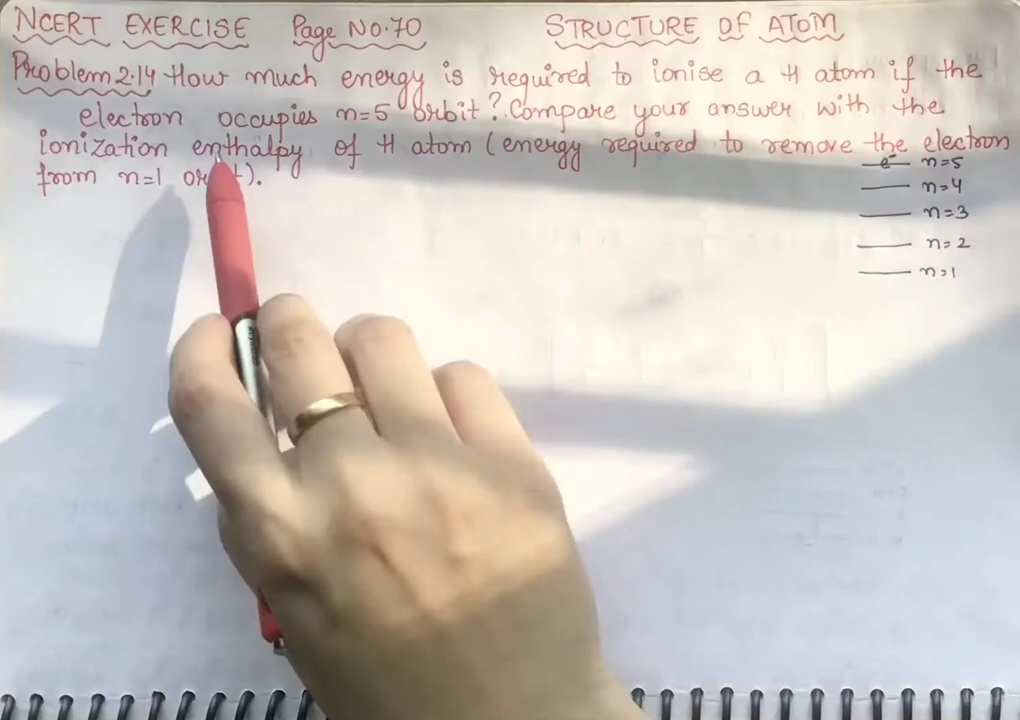 NCERT EXERCISE Page No.70 STRUCTURE OF ATOM
Problem 2.14 How much energy is required to ionise a H atom if the
electron occupies n=5 orbit? Compare your answer with the
ionization enthalpy of H atom (energy required to remove the electron
from n=1
e⁻ n=5
n=4
n=3
n=2
n=1